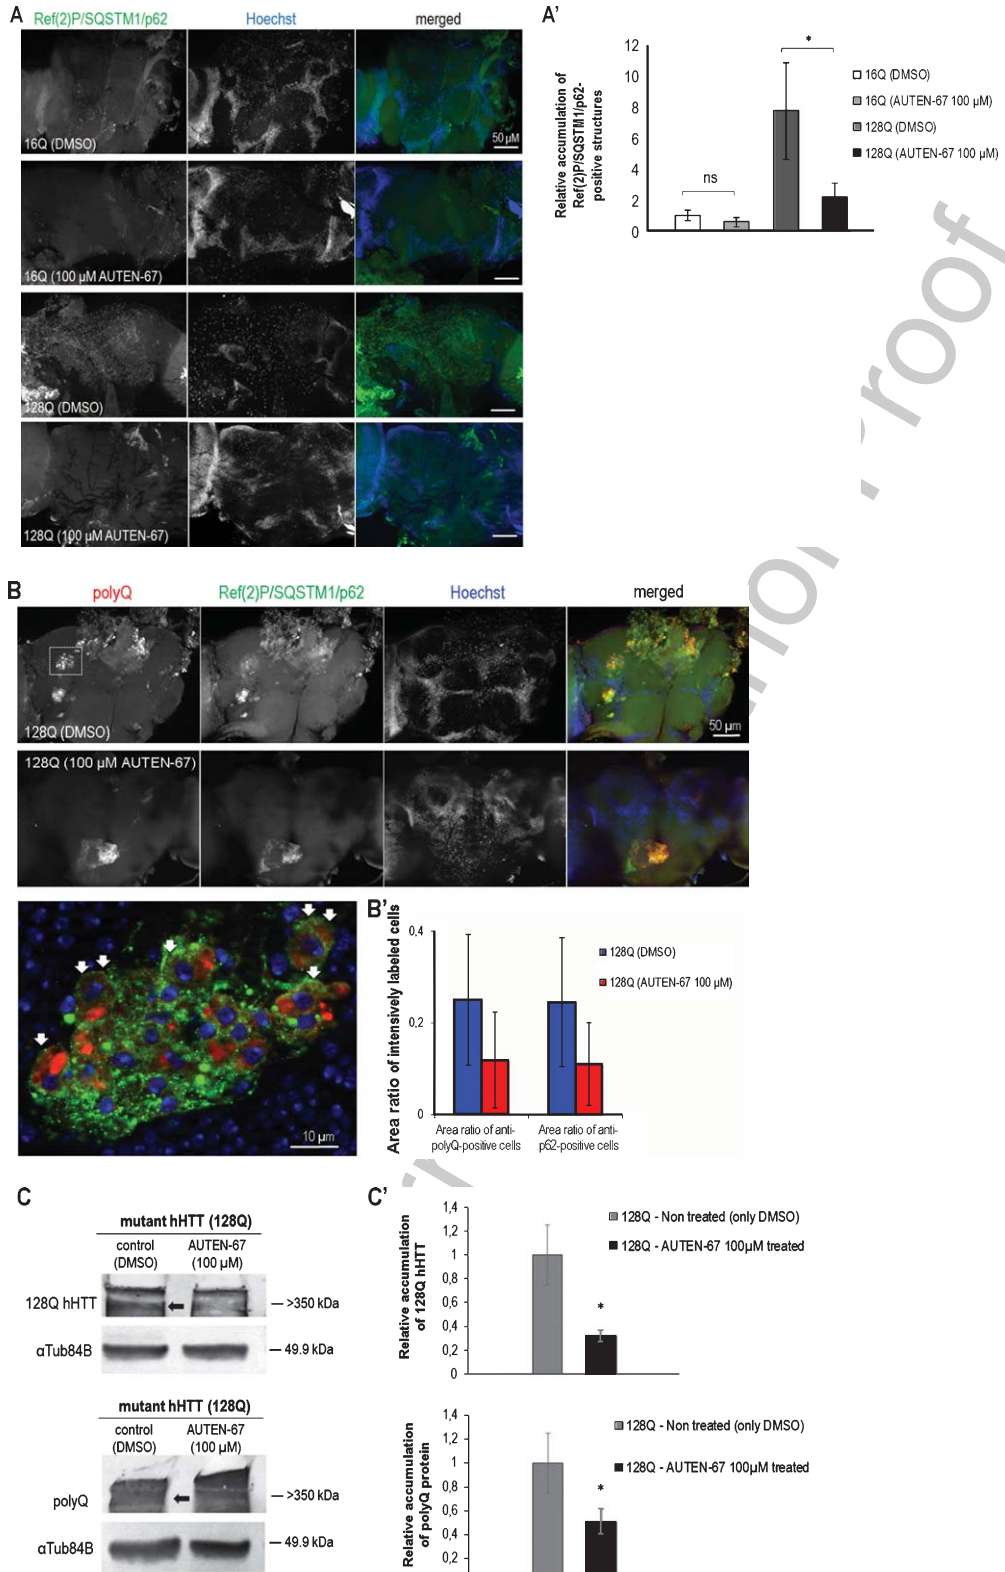 A
Ref(2)P/SQSTM1/p62 Hoechst merged
16Q (DMSO)
50 µM
16Q (100 µM AUTEN-67)
128Q (DMSO)
128Q (100 µM AUTEN-67)
A'
Relative accumulation of
Ref(2)P/SQSTM1/p62-
positive structures
12
10
8
6
4
2
0
ns
*
16Q (DMSO)
16Q (AUTEN-67 100 µM)
128Q (DMSO)
128Q (AUTEN-67 100 µM)
B
polyQ Ref(2)P/SQSTM1/p62 Hoechst merged
128Q (DMSO)
50 µm
128Q (100 µM AUTEN-67)
10 µm
B'
Area ratio of intensively labeled cells
0,4
0,2
0
128Q (DMSO)
128Q (AUTEN-67 100 µM)
Area ratio of anti-
polyQ-positive cells
Area ratio of anti-
p62-positive cells
C
mutant hHTT (128Q)
control
(DMSO)
AUTEN-67
(100 µM)
128Q hHTT
>350 kDa
αTub84B
49.9 kDa
mutant hHTT (128Q)
control
(DMSO)
AUTEN-67
(100 µM)
polyQ
>350 kDa
αTub84B
49.9 kDa
C'
Relative accumulation
of 128Q hHTT
1,4
1,2
1
0,8
0,6
0,4
0,2
0
*
128Q - Non treated (only DMSO)
128Q - AUTEN-67 100µM treated
Relative accumulation
of polyQ protein
1,4
1,2
1
0,8
0,6
0,4
0,2
*
128Q - Non treated (only DMSO)
128Q - AUTEN-67 100µM treated